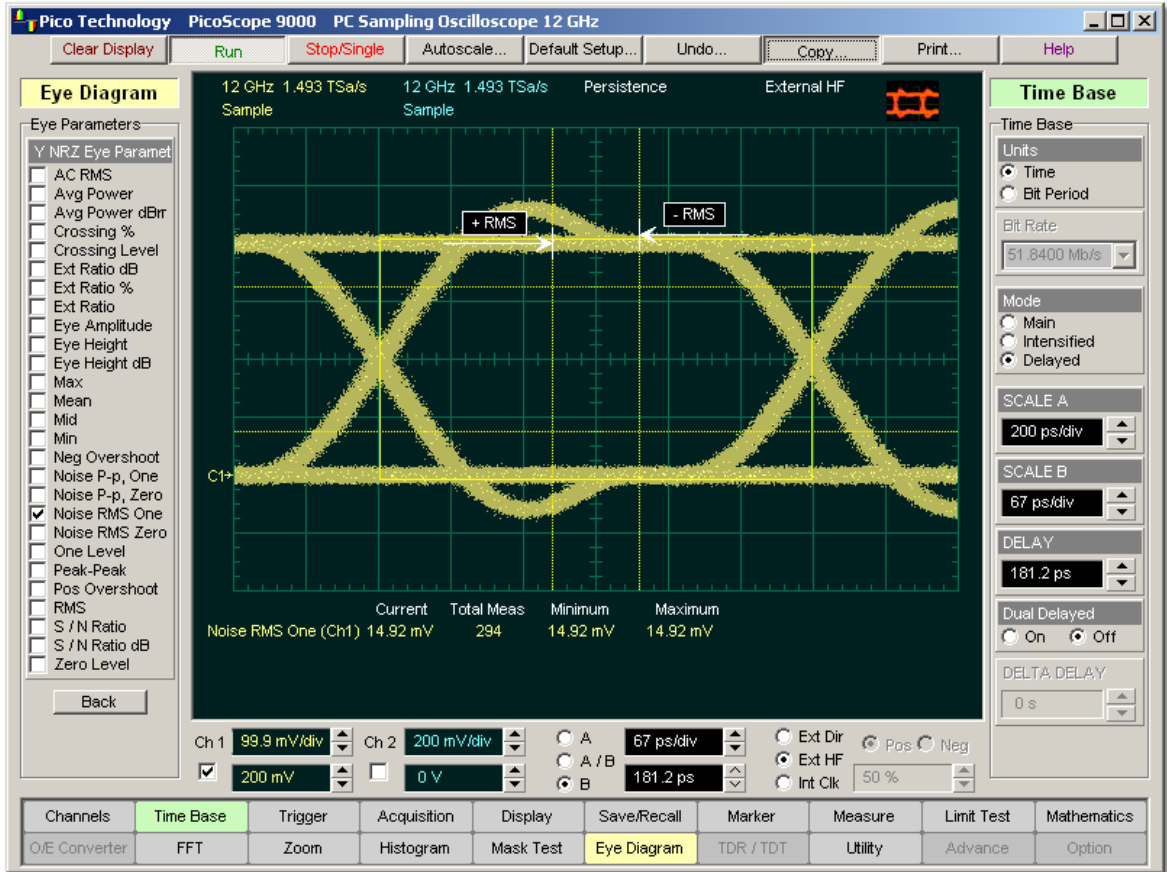 Pico Technology PicoScope 9000 PC Sampling Oscilloscope 12 GHz
Clear Display Run Stop/Single Autoscale... Default Setup... Undo... Copy... Print... Help
Eye Diagram
Eye Parameters
Y NRZ Eye Paramet
AC RMS
Avg Power
Avg Power dBm
Crossing %
Crossing Level
Ext Ratio dB
Ext Ratio %
Ext Ratio
Eye Amplitude
Eye Height
Eye Height dB
Max
Mean
Mid
Min
Neg Overshoot
Noise P-p, One
Noise P-p, Zero
Noise RMS One
Noise RMS Zero
One Level
Peak-Peak
Pos Overshoot
RMS
S / N Ratio
S / N Ratio dB
Zero Level
Back
12 GHz 1.493 TSa/s 12 GHz 1.493 TSa/s Persistence External HF
Sample Sample
+ RMS - RMS
C1
Current Total Meas Minimum Maximum
Noise RMS One (Ch1) 14.92 mV 294 14.92 mV 14.92 mV
Time Base
Time Base
Units
Time
Bit Period
Bit Rate
51.8400 Mb/s
Mode
Main
Intensified
Delayed
SCALE A
200 ps/div
SCALE B
67 ps/div
DELAY
181.2 ps
Dual Delayed
On Off
DELTA DELAY
0 s
Ch 1 99.9 mV/div Ch 2 200 mV/div A 67 ps/div Ext Dir Pos Neg
A / B Ext HF
200 mV 0 V B 181.2 ps Int Clk 50 %
Channels Time Base Trigger Acquisition Display Save/Recall Marker Measure Limit Test Mathematics
O/E Converter FFT Zoom Histogram Mask Test Eye Diagram TDR / TDT Utility Advance Option